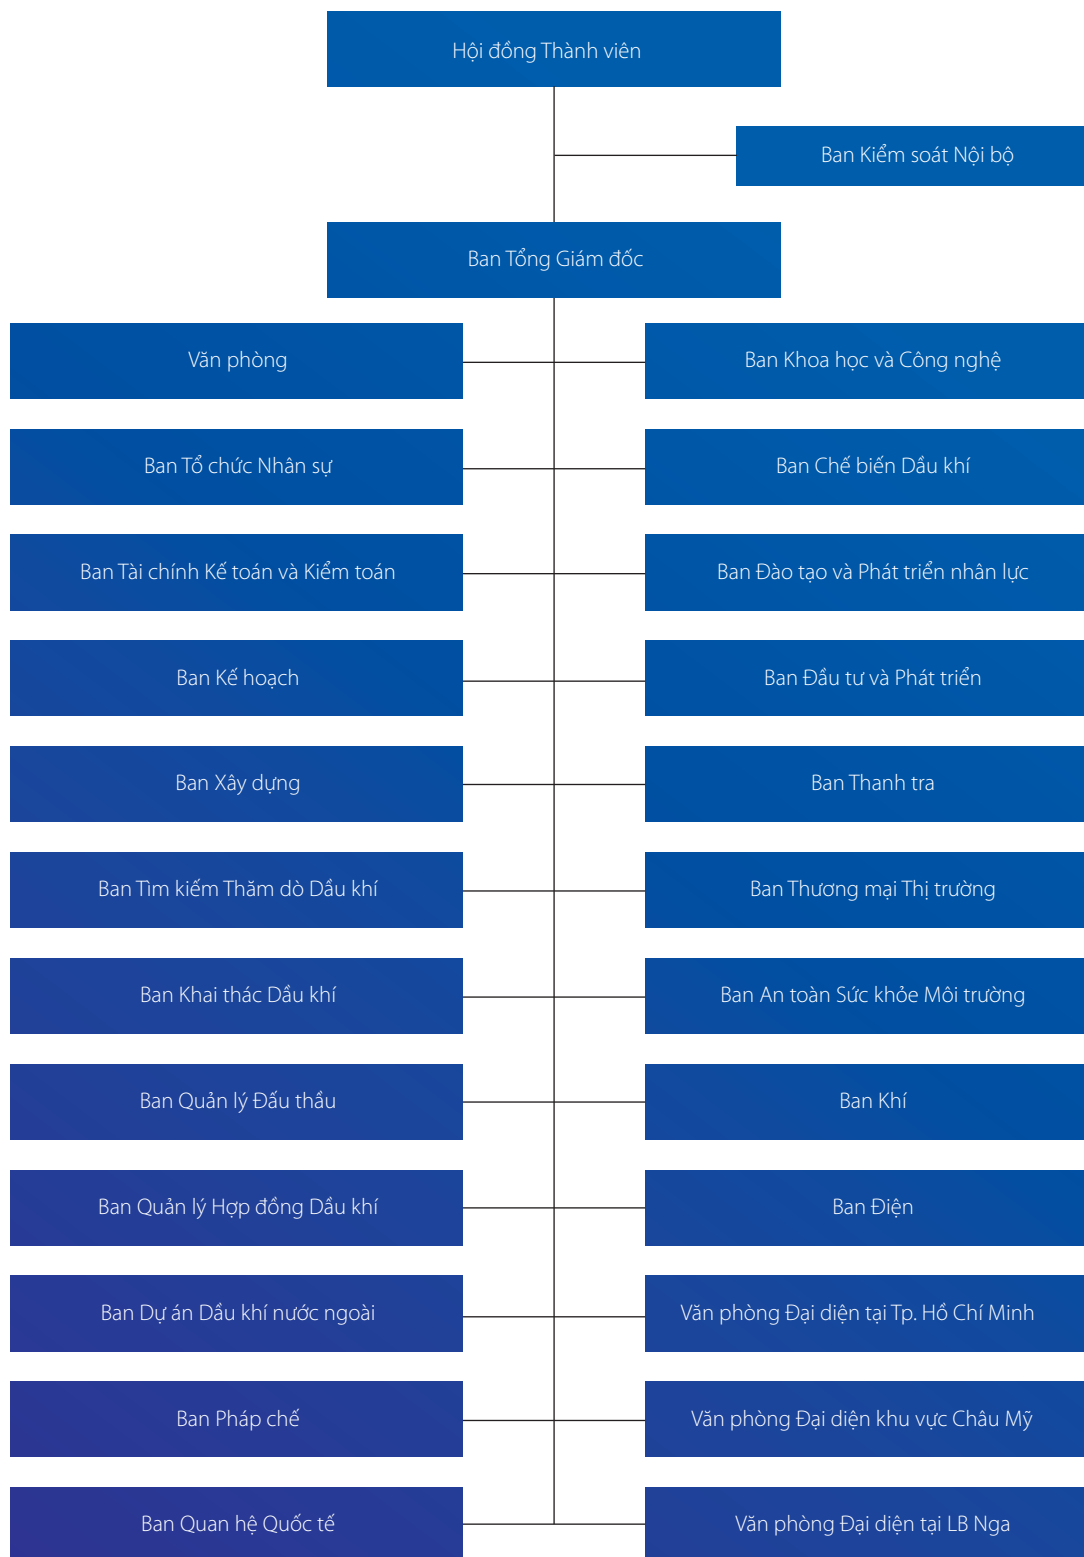 Hội đồng Thành viên
Ban Kiểm soát Nội bộ
Ban Tổng Giám đốc
Văn phòng
Ban Khoa học và Công nghệ
Ban Tổ chức Nhân sự
Ban Chế biến Dầu khí
Ban Tài chính Kế toán và Kiểm toán
Ban Đào tạo và Phát triển nhân lực
Ban Kế hoạch
Ban Đầu tư và Phát triển
Ban Xây dựng
Ban Thanh tra
Ban Tìm kiếm Thăm dò Dầu khí
Ban Thương mại Thị trường
Ban Khai thác Dầu khí
Ban An toàn Sức khỏe Môi trường
Ban Quản lý Đấu thầu
Ban Khí
Ban Quản lý Hợp đồng Dầu khí
Ban Điện
Ban Dự án Dầu khí nước ngoài
Văn phòng Đại diện tại Tp. Hồ Chí Minh
Ban Pháp chế
Văn phòng Đại diện khu vực Châu Mỹ
Ban Quan hệ Quốc tế
Văn phòng Đại diện tại LB Nga